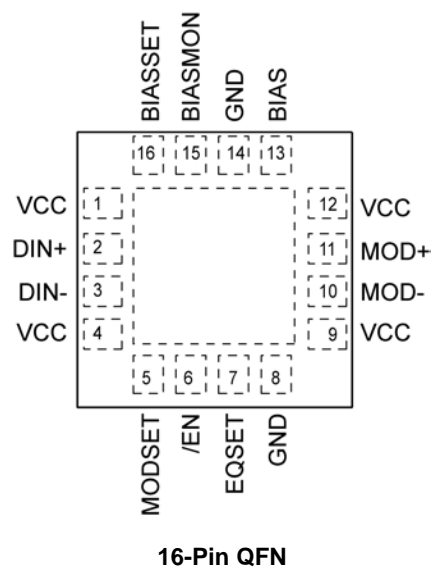 BIASSET
BIASMON
GND
BIAS
16 15 14 13
VCC 1 12 VCC
DIN+ 2 11 MOD+
DIN- 3 10 MOD-
VCC 4 9 VCC
5 6 7 8
MODSET
/EN
EQSET
GND
16-Pin QFN